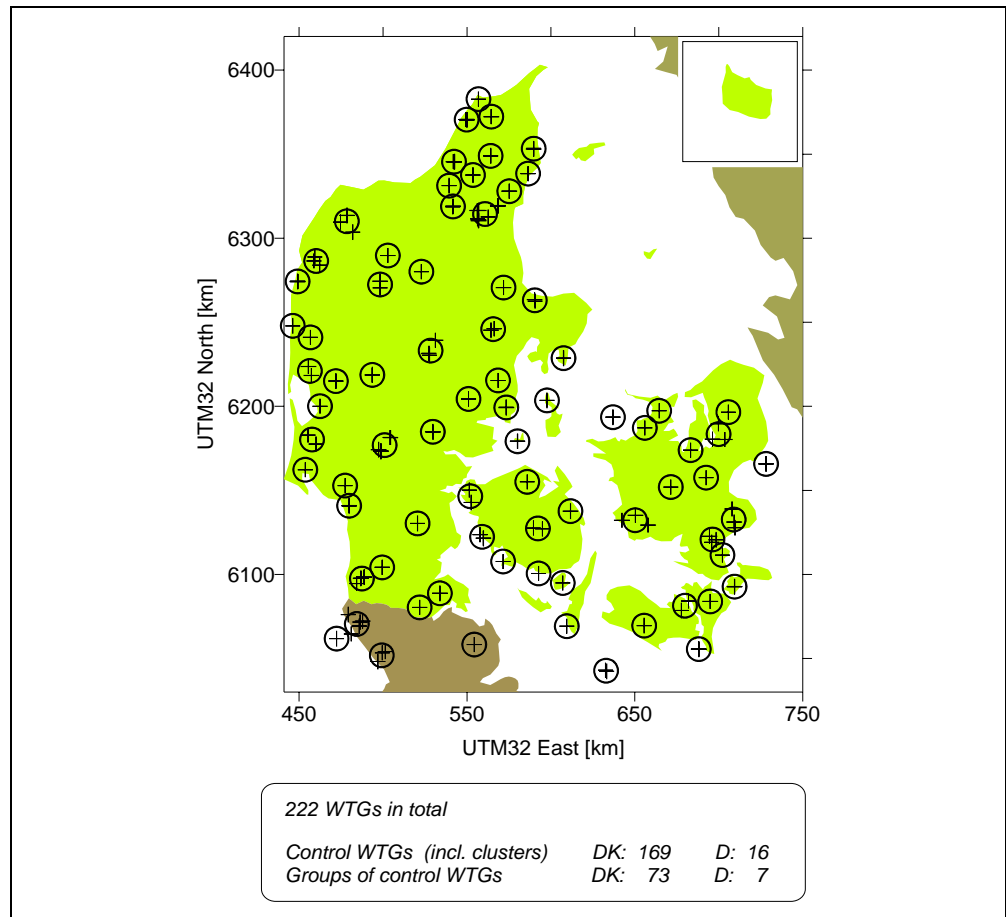 6400
6300
6200
6100
UTM32 North [km]
450
550
650
750
UTM32 East [km]
222 WTGs in total
Control WTGs (incl. clusters) DK: 169 D: 16
Groups of control WTGs DK: 73 D: 7